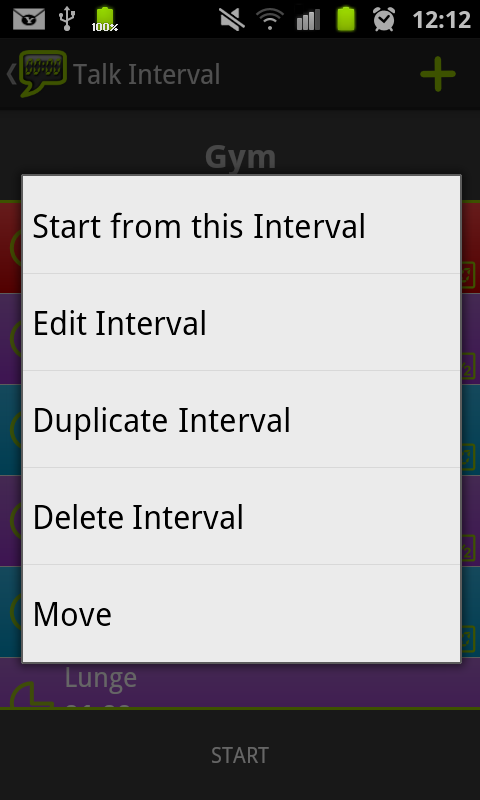 100%
12:12
Talk Interval
Gym
Start from this Interval
Edit Interval
Duplicate Interval
Delete Interval
Move
Lunge
START